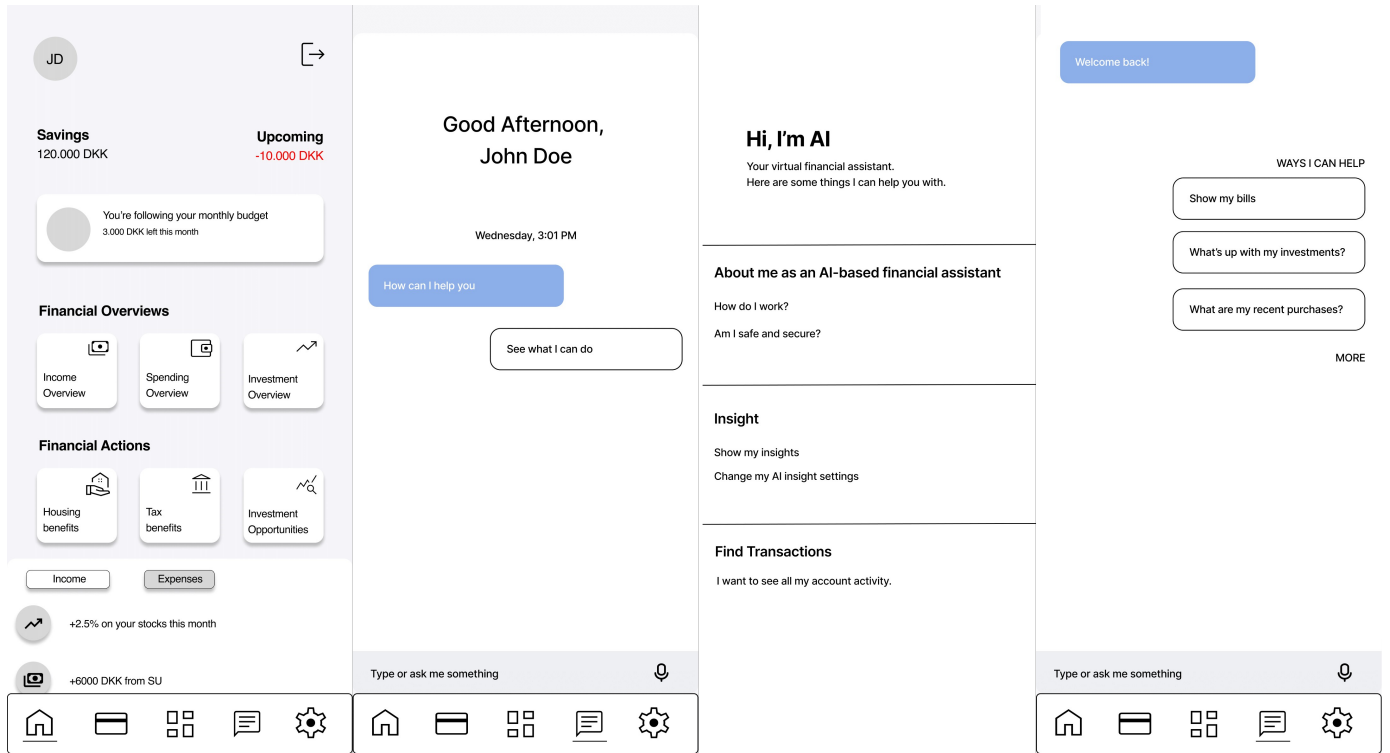 JD
Savings
Upcoming
120.000 DKK
-10.000 DKK
You're following your monthly budget
3.000 DKK left this month
Financial Overviews
Income
Overview
Spending
Overview
Investment
Overview
Financial Actions
Housing
benefits
Tax
benefits
Investment
Opportunities
Income
Expenses
+2.5% on your stocks this month
+6000 DKK from SU
Good Afternoon,
John Doe
Wednesday, 3:01 PM
How can I help you
See what I can do
Type or ask me something
Hi, I'm AI
Your virtual financial assistant.
Here are some things I can help you with.
About me as an AI-based financial assistant
How do I work?
Am I safe and secure?
Insight
Show my insights
Change my AI insight settings
Find Transactions
I want to see all my account activity.
Welcome back!
WAYS I CAN HELP
Show my bills
What's up with my investments?
What are my recent purchases?
MORE
Type or ask me something